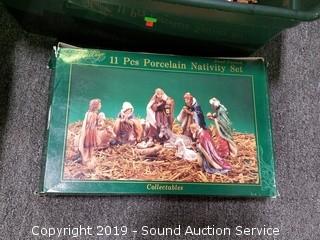 11 Pcs Porcelain Nativity Set
Collectables
Copyright 2019 - Sound Auction Service